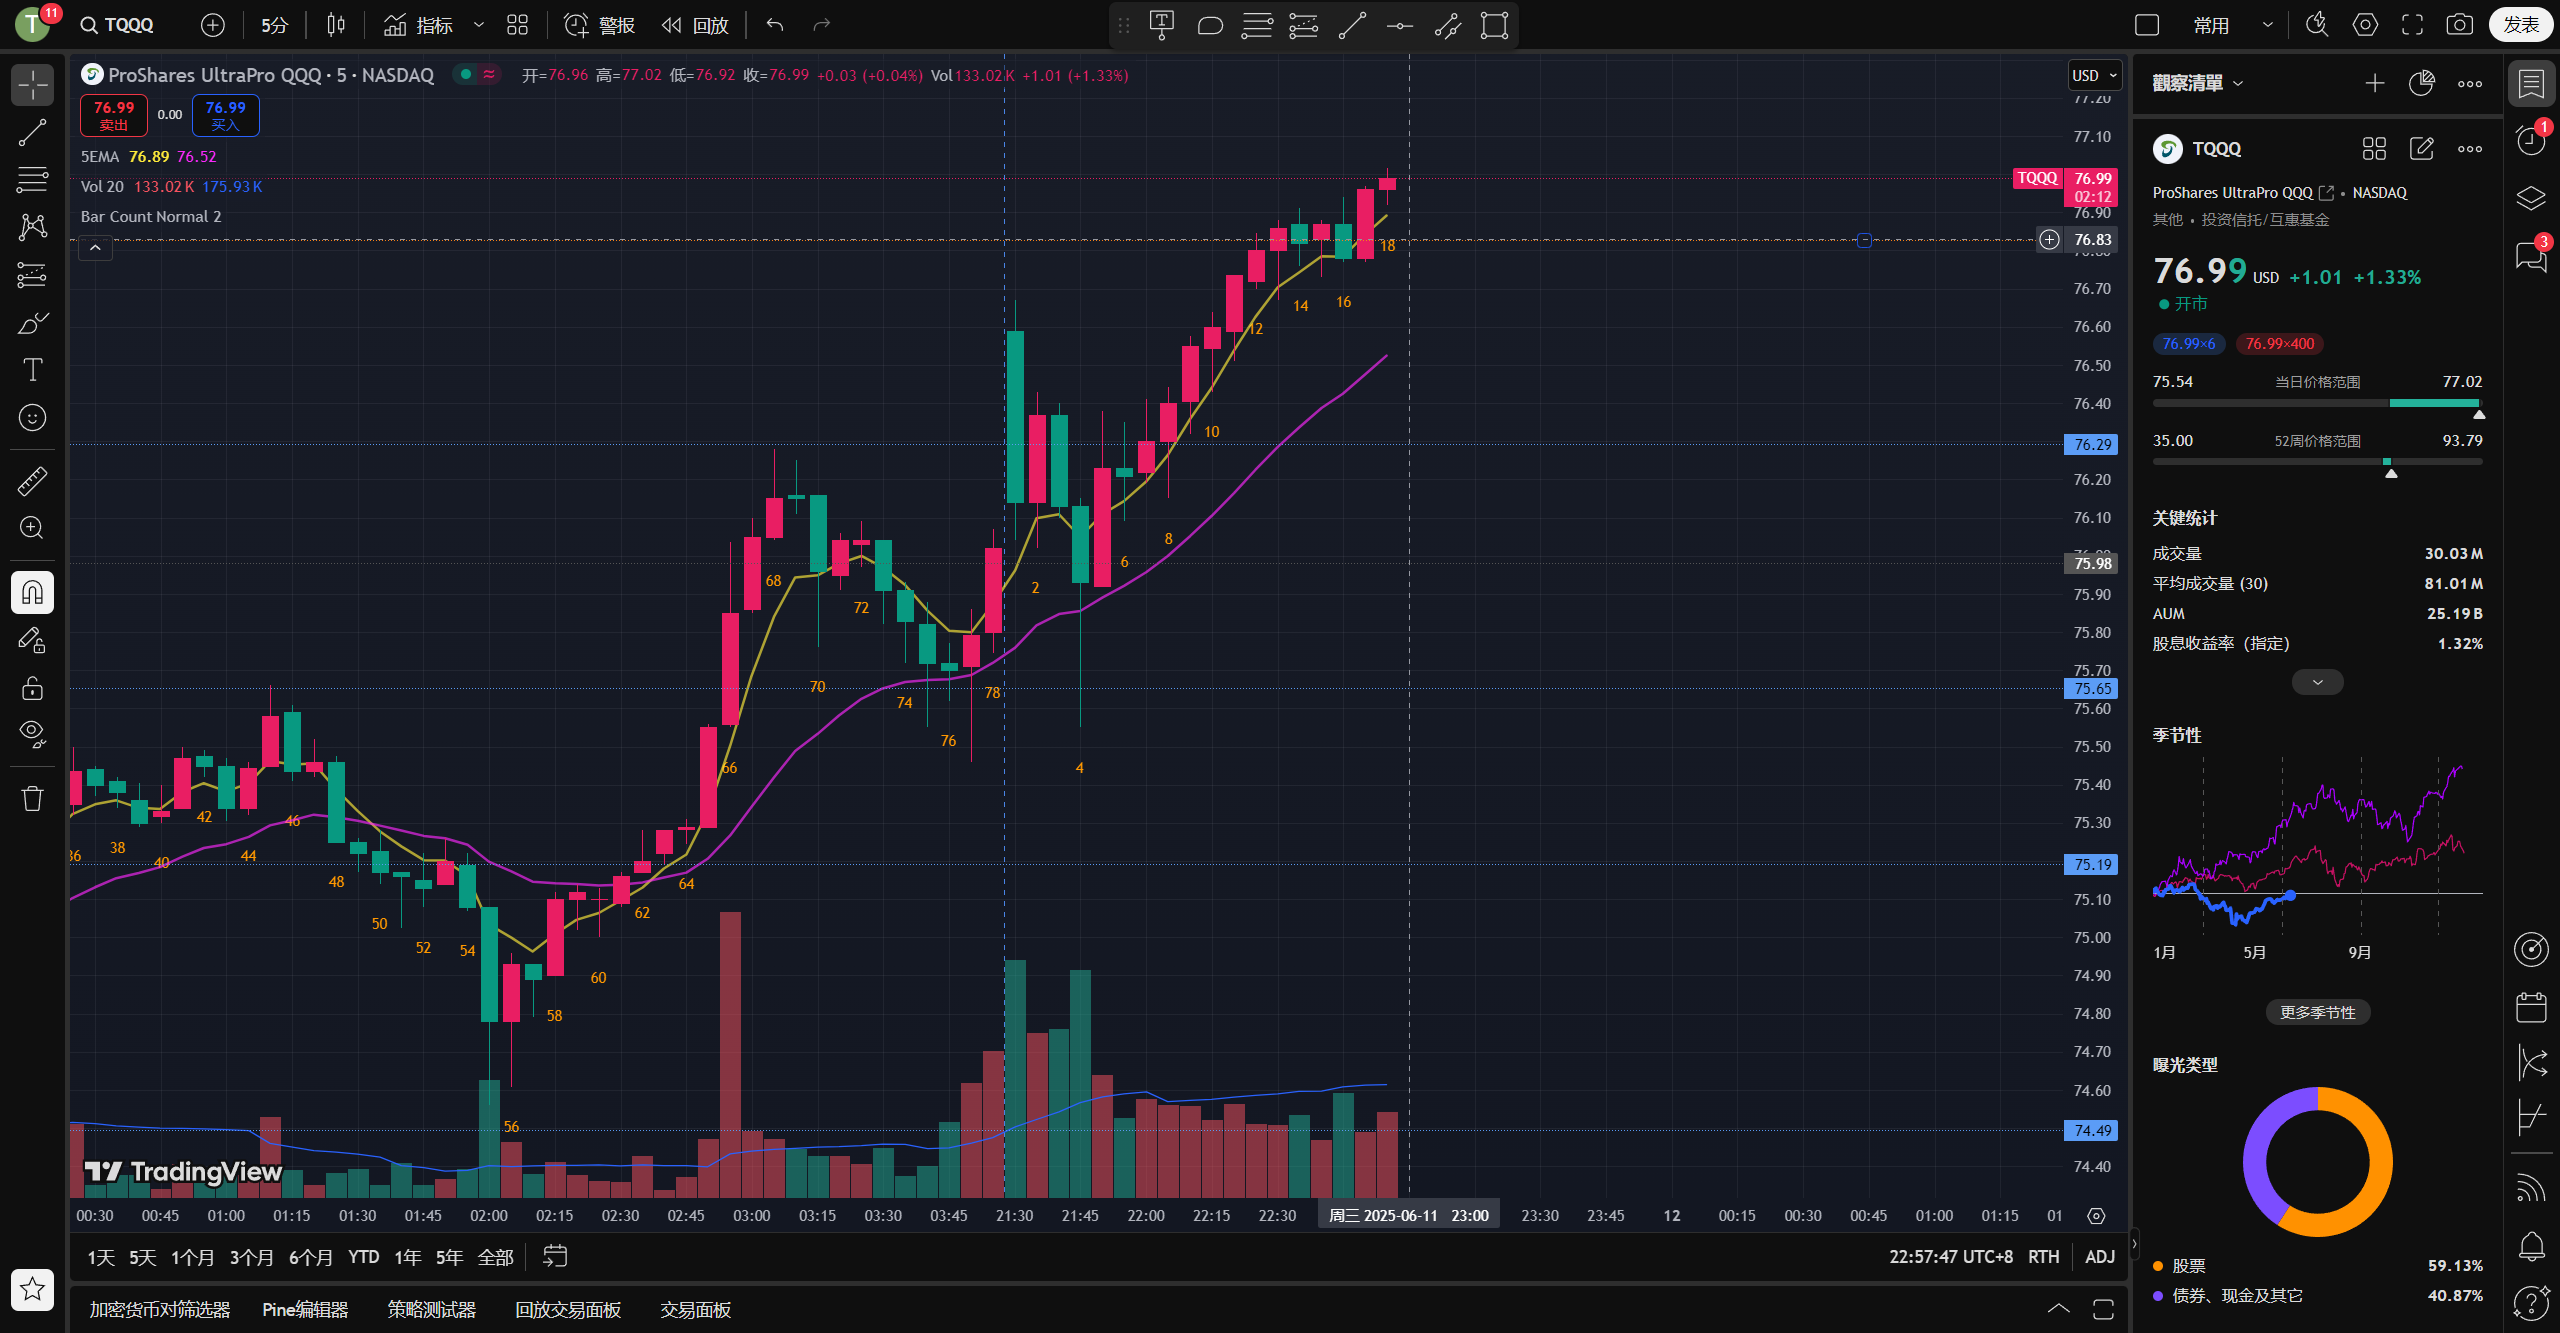 T
11
TQQQ
5分
指标
警报
回放
常用
发表
ProShares UltraPro QQQ · 5 · NASDAQ
开=76.96 高=77.02 低=76.92 收=76.99 +0.03 (+0.04%) Vol133.02 K +1.01 (+1.33%)
76.99
卖出
0.00
76.99
买入
5EMA 76.89 76.52
Vol 20 133.02 K 175.93 K
Bar Count Normal 2
USD
77.20
77.10
TQQQ
76.99
02:12
76.90
76.83
76.70
76.60
76.50
76.40
76.29
76.20
76.10
75.98
75.90
75.80
75.70
75.65
75.60
75.50
75.40
75.30
75.19
75.10
75.00
74.90
74.80
74.70
74.60
74.49
74.40
36
38
40
42
44
46
48
50
52
54
56
58
60
62
64
66
68
70
72
74
76
78
2
4
6
8
10
12
14
16
18
TradingView
00:30 00:45 01:00 01:15 01:30 01:45 02:00 02:15 02:30 02:45 03:00 03:15 03:30 03:45 21:30 21:45 22:00 22:15 22:30 周三 2025-06-11 23:00 23:30 23:45 12 00:15 00:30 00:45 01:00 01:15 01
1天 5天 1个月 3个月 6个月 YTD 1年 5年 全部
22:57:47 UTC+8 RTH ADJ
加密货币对筛选器 Pine编辑器 策略测试器 回放交易面板 交易面板
觀察清單
TQQQ
ProShares UltraPro QQQ • NASDAQ
其他 • 投资信托/互惠基金
76.99 USD +1.01 +1.33%
开市
76.99×6 76.99×400
75.54 当日价格范围 77.02
35.00 52周价格范围 93.79
关键统计
成交量 30.03 M
平均成交量 (30) 81.01 M
AUM 25.19 B
股息收益率（指定） 1.32%
季节性
1月 5月 9月
更多季节性
曝光类型
股票 59.13%
债券、现金及其它 40.87%
1
3